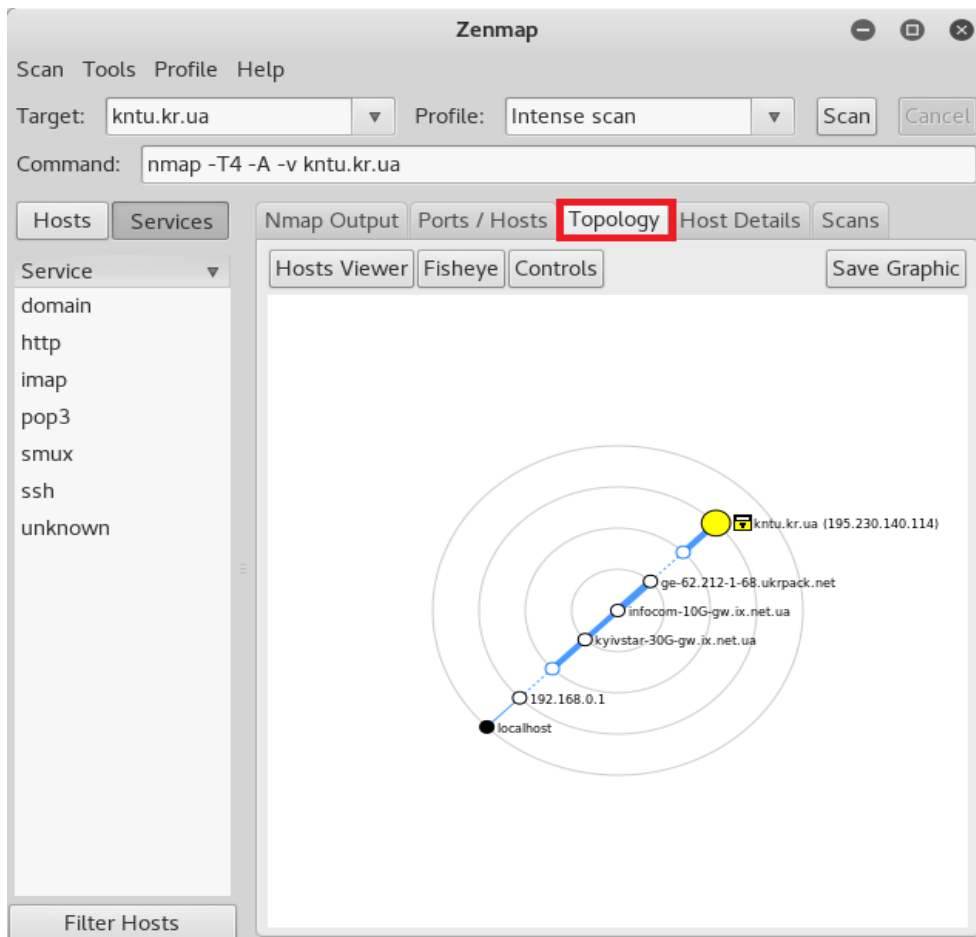 Zenmap
Scan Tools Profile Help
Target: kntu.kr.ua Profile: Intense scan Scan Cancel
Command: nmap -T4 -A -v kntu.kr.ua
Hosts Services
Nmap Output Ports / Hosts Topology Host Details Scans
Service
Hosts Viewer Fisheye Controls Save Graphic
domain
http
imap
pop3
smux
ssh
unknown
kntu.kr.ua (195.230.140.114)
ge-62.212-1-68.ukrpack.net
infocom-10G-gw.ix.net.ua
kyivstar-30G-gw.ix.net.ua
192.168.0.1
localhost
Filter Hosts